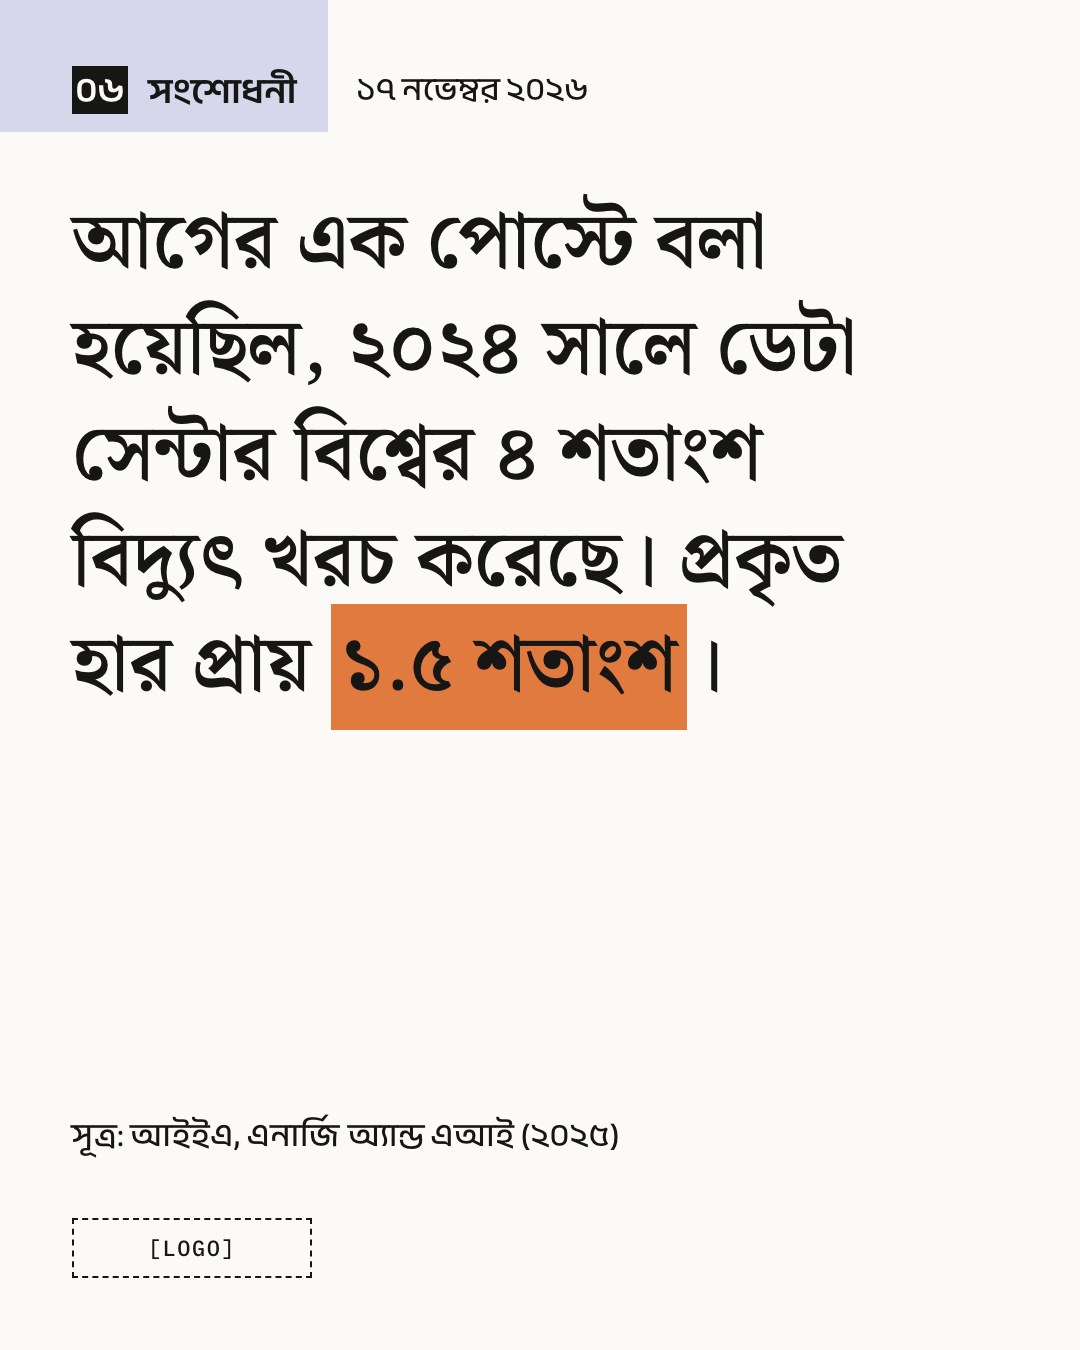 ০৬ সংশোধনী ১৭ নভেম্বর ২০২৬
আগের এক পোস্টে বলা
হয়েছিল, ২০২৪ সালে ডেটা
সেন্টার বিশ্বের ৪ শতাংশ
বিদ্যুৎ খরচ করেছে। প্রকৃত
হার প্রায় ১.৫ শতাংশ।
সূত্র: আইইএ, এনার্জি অ্যান্ড এআই (২০২৫)
[LOGO]